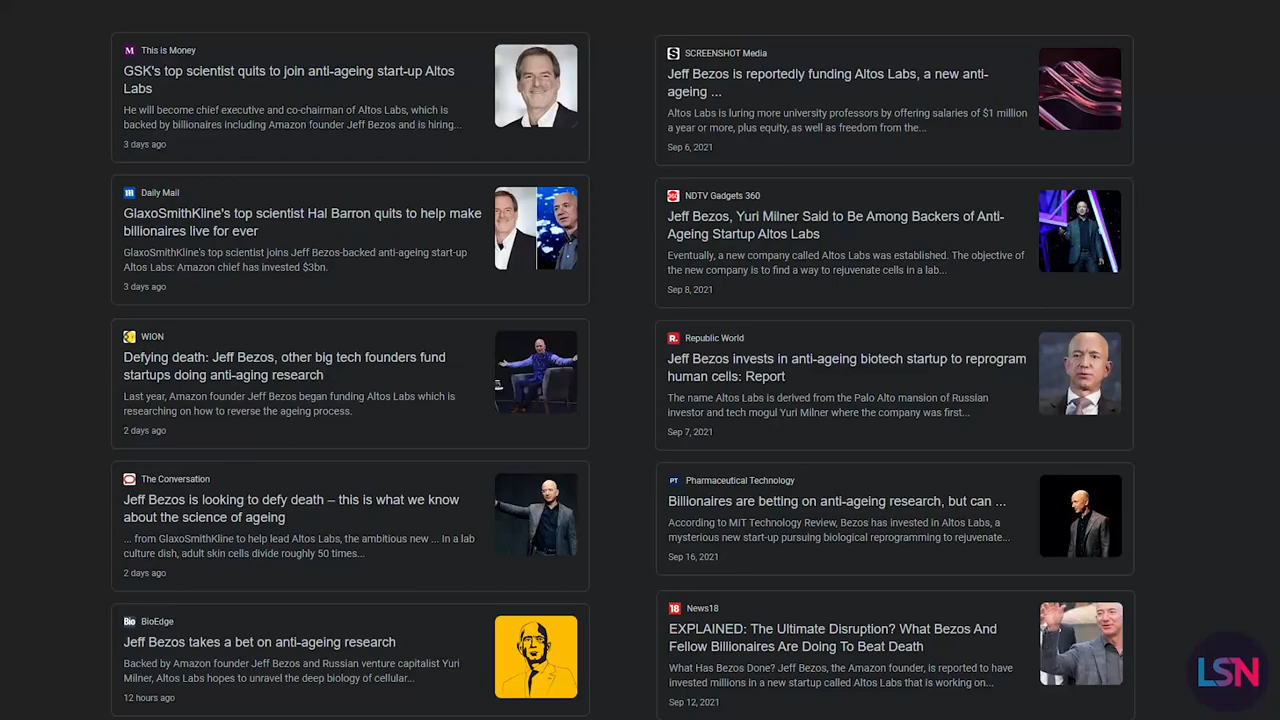 M This is Money
GSK's top scientist quits to join anti-ageing start-up Altos
Labs
He will become chief executive and co-chairman of Altos Labs, which is
backed by billionaires including Amazon founder Jeff Bezos and is hiring...
3 days ago
m Daily Mail
GlaxoSmithKline's top scientist Hal Barron quits to help make
billionaires live for ever
GlaxoSmithKline's top scientist joins Jeff Bezos-backed anti-ageing start-up
Altos Labs: Amazon chief has invested $3bn.
3 days ago
WION
Defying death: Jeff Bezos, other big tech founders fund
startups doing anti-aging research
Last year, Amazon founder Jeff Bezos began funding Altos Labs which is
researching on how to reverse the ageing process.
2 days ago
The Conversation
Jeff Bezos is looking to defy death – this is what we know
about the science of ageing
... from GlaxoSmithKline to help lead Altos Labs, the ambitious new ... In a lab
culture dish, adult skin cells divide roughly 50 times...
2 days ago
Bio BioEdge
Jeff Bezos takes a bet on anti-ageing research
Backed by Amazon founder Jeff Bezos and Russian venture capitalist Yuri
Milner, Altos Labs hopes to unravel the deep biology of cellular...
12 hours ago
S SCREENSHOT Media
Jeff Bezos is reportedly funding Altos Labs, a new anti-
ageing ...
Altos Labs is luring more university professors by offering salaries of $1 million
a year or more, plus equity, as well as freedom from the...
Sep 6, 2021
NDTV Gadgets 360
Jeff Bezos, Yuri Milner Said to Be Among Backers of Anti-
Ageing Startup Altos Labs
Eventually, a new company called Altos Labs was established. The objective of
the new company is to find a way to rejuvenate cells in a lab...
Sep 8, 2021
R. Republic World
Jeff Bezos invests in anti-ageing biotech startup to reprogram
human cells: Report
The name Altos Labs is derived from the Palo Alto mansion of Russian
investor and tech mogul Yuri Milner where the company was first...
Sep 7, 2021
PT Pharmaceutical Technology
Billionaires are betting on anti-ageing research, but can ...
According to MIT Technology Review, Bezos has invested in Altos Labs, a
mysterious new start-up pursuing biological reprogramming to rejuvenate...
Sep 16, 2021
18 News18
EXPLAINED: The Ultimate Disruption? What Bezos And
Fellow Billionaires Are Doing To Beat Death
What Has Bezos Done? Jeff Bezos, the Amazon founder, is reported to have
invested millions in a new startup called Altos Labs that is working on...
Sep 12, 2021
LSN